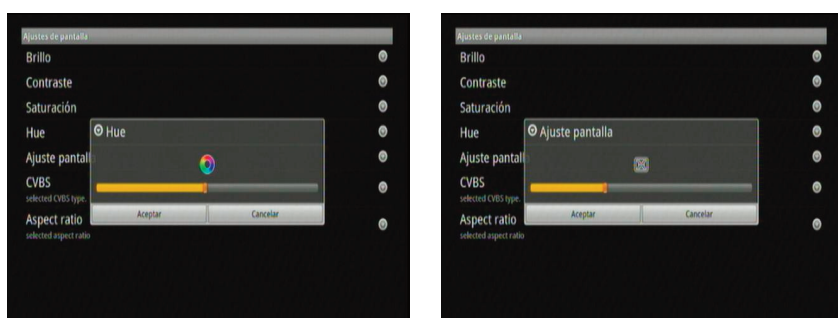 Ajustes de pantalla
Brillo
Contraste
Saturación
Hue
Hue
Ajuste pantall
CVBS
selected CVBS type.
Aspect ratio
selected aspect ratio
Aceptar
Cancelar
Ajustes de pantalla
Brillo
Contraste
Saturación
Hue
Ajuste pantalla
Ajuste pantall
CVBS
selected CVBS type.
Aspect ratio
selected aspect ratio
Aceptar
Cancelar